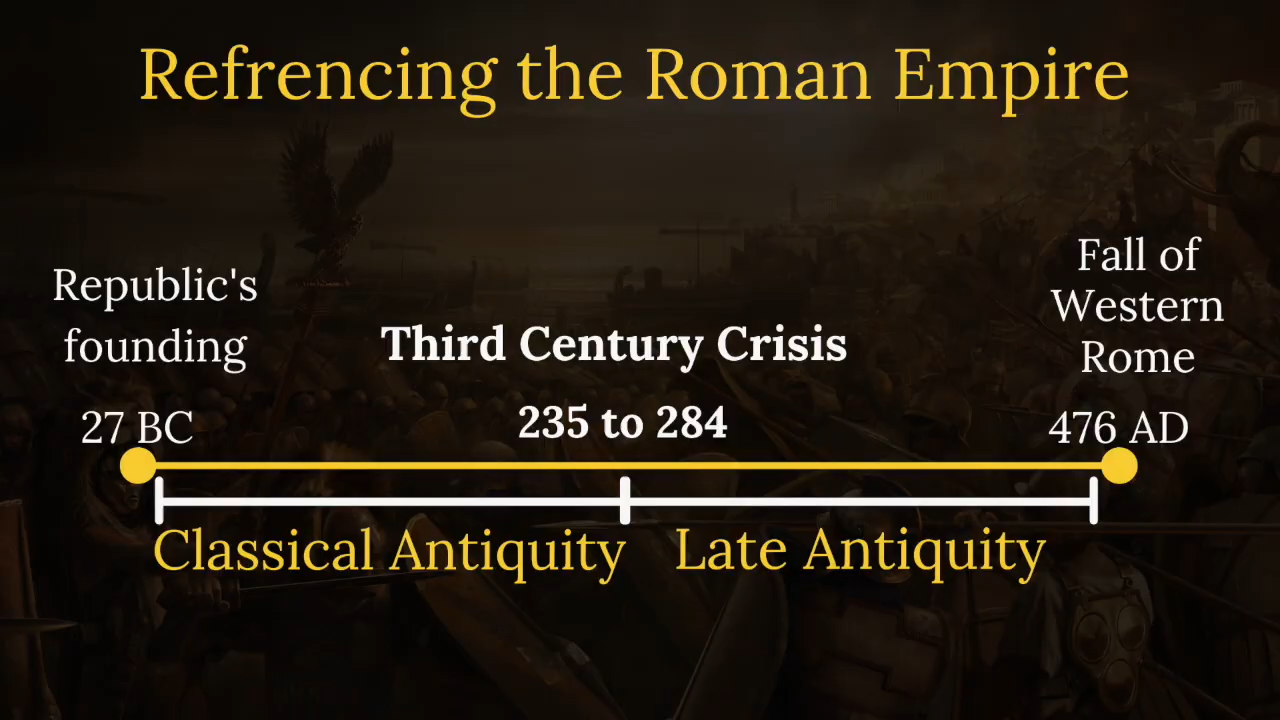 Refrencing the Roman Empire
Republic's
founding
27 BC
Third Century Crisis
235 to 284
Fall of
Western
Rome
476 AD
Classical Antiquity
Late Antiquity